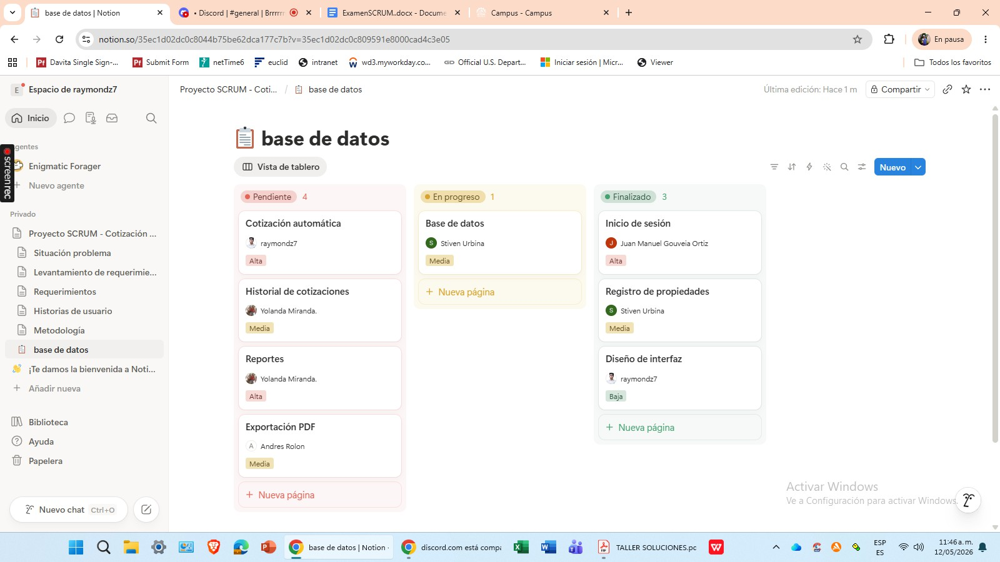 base de datos | Notion
• Discord | #general | Brrrrr
ExamenSCRUM..docx - Docume
Campus - Campus
notion.so/35ec1d02dc0c8044b75be62dca177c7b?v=35ec1d02dc0c809591e8000cad4c3e05
En pausa
Davita Single Sign-...
Submit Form
netTime6
euclid
intranet
wd3.myworkday.co...
Official U.S. Depart...
Iniciar sesión | Micr...
Viewer
Todos los favoritos
E Espacio de raymondz7
Proyecto SCRUM - Coti... / base de datos
Última edición: Hace 1 m
Compartir
Inicio
gentes
Enigmatic Forager
Nuevo agente
screenrec
Privado
Proyecto SCRUM - Cotización ...
Situación problema
Levantamiento de requerimie...
Requerimientos
Historias de usuario
Metodología
base de datos
¡Te damos la bienvenida a Noti...
Añadir nueva
Biblioteca
Ayuda
Papelera
Nuevo chat Ctrl+O
base de datos
Vista de tablero
Nuevo
Pendiente 4
Cotización automática
raymondz7
Alta
Historial de cotizaciones
Yolanda Miranda.
Media
Reportes
Yolanda Miranda.
Alta
Exportación PDF
A Andres Rolon
Media
+ Nueva página
En progreso 1
Base de datos
S Stiven Urbina
Media
+ Nueva página
Finalizado 3
Inicio de sesión
J Juan Manuel Gouveia Ortiz
Alta
Registro de propiedades
S Stiven Urbina
Media
Diseño de interfaz
raymondz7
Baja
+ Nueva página
Activar Windows
Ve a Configuración para activar Windows.
base de datos | Notion -
discord.com está compa
TALLER SOLUCIONES.pc
ESP
ES
11:46 a. m.
12/05/2026